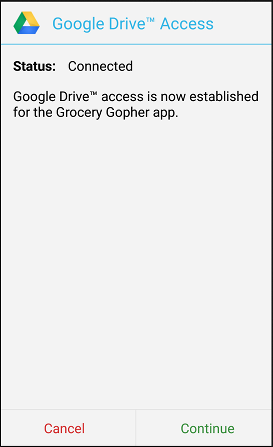 Google Drive™ Access
Status: Connected
Google Drive™ access is now established
for the Grocery Gopher app.
Cancel Continue